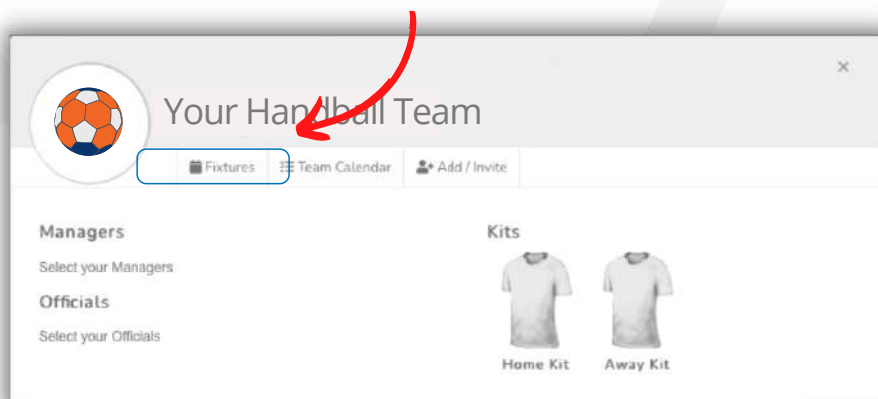 ×
Your Handball Team
Fixtures Team Calendar Add / Invite
Managers
Select your Managers
Officials
Select your Officials
Kits
Home Kit Away Kit